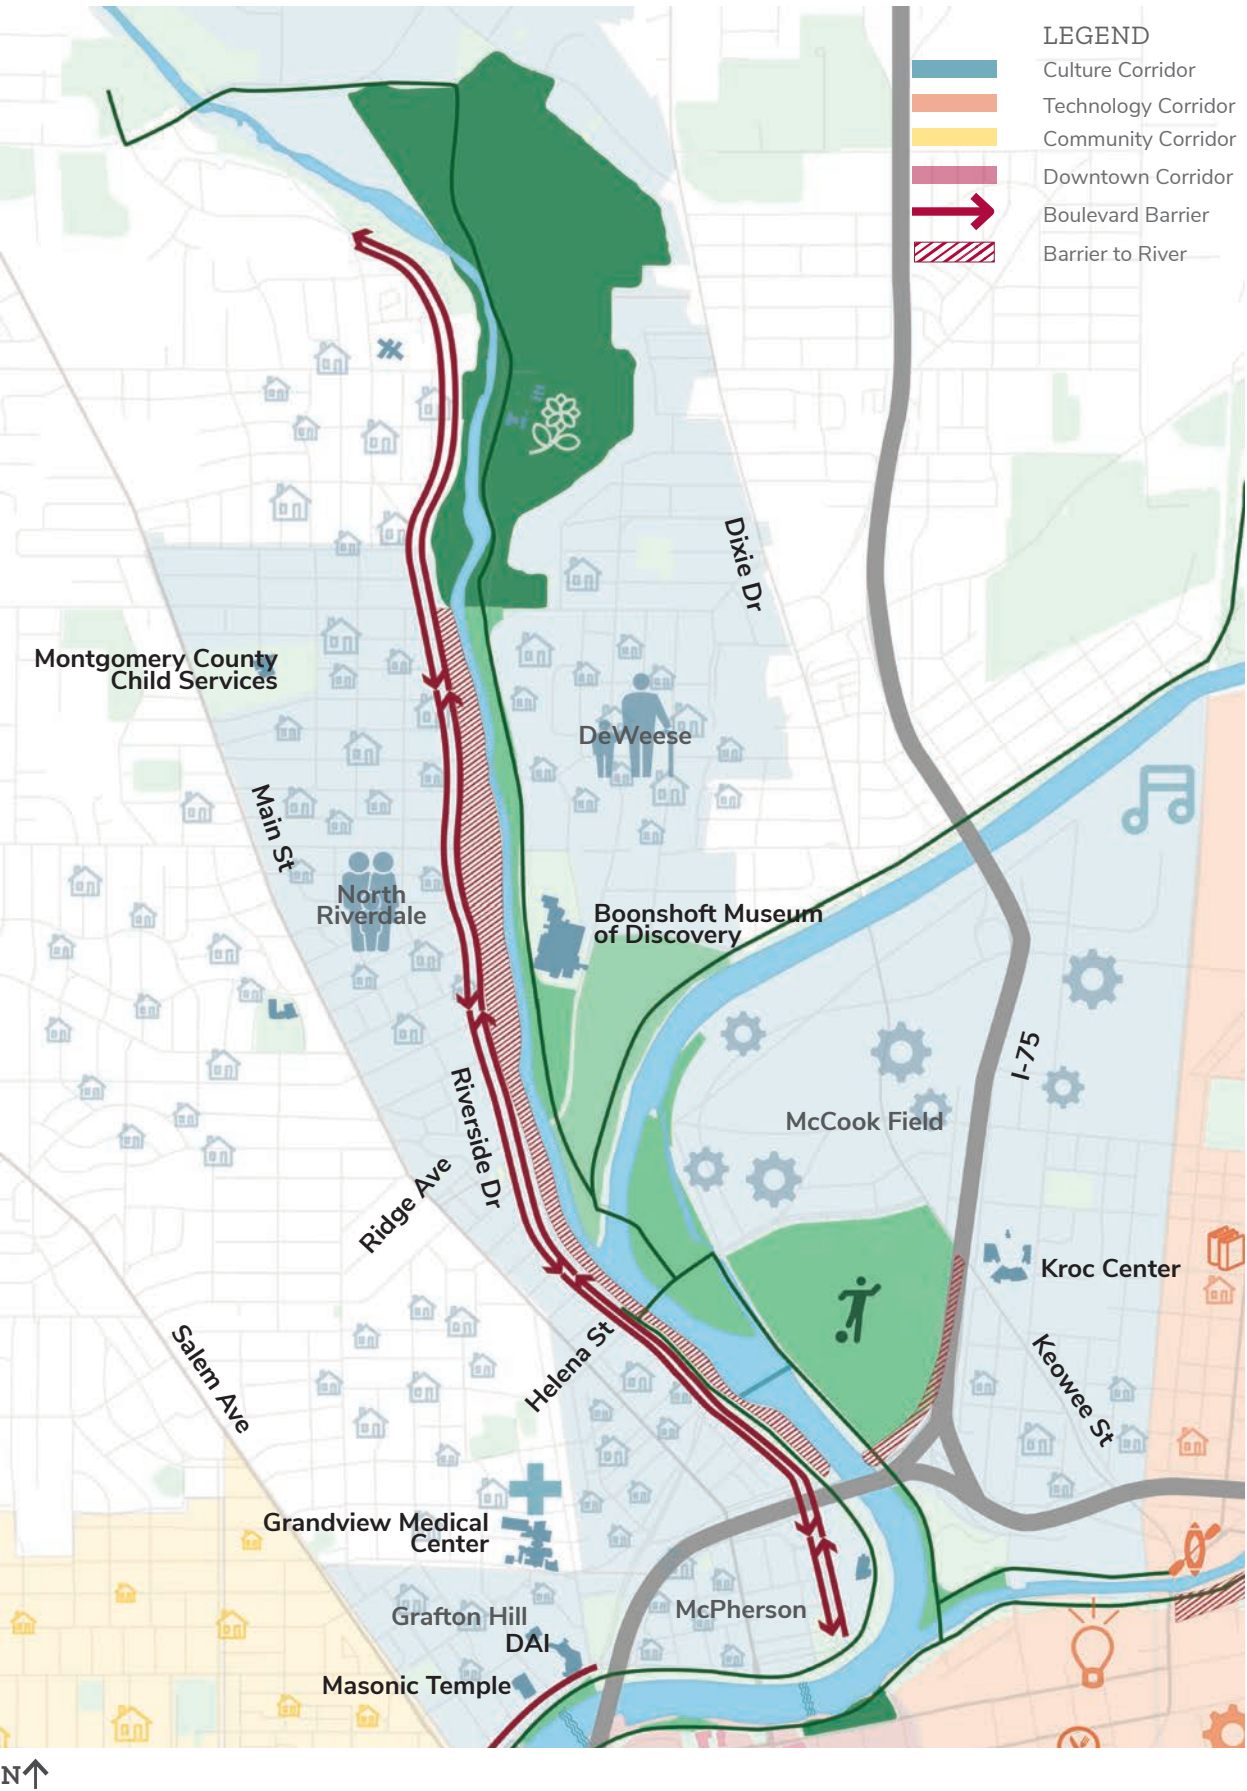 LEGEND
Culture Corridor
Technology Corridor
Community Corridor
Downtown Corridor
Boulevard Barrier
Barrier to River
Dixie Dr
Montgomery County
Child Services
DeWeese
Main St
North
Riverdale
Boonshoft Museum
of Discovery
I-75
Riverside Dr
McCook Field
Ridge Ave
Kroc Center
Salem Ave
Helena St
Keowee St
Grandview Medical
Center
Grafton Hill
McPherson
DAI
Masonic Temple
N